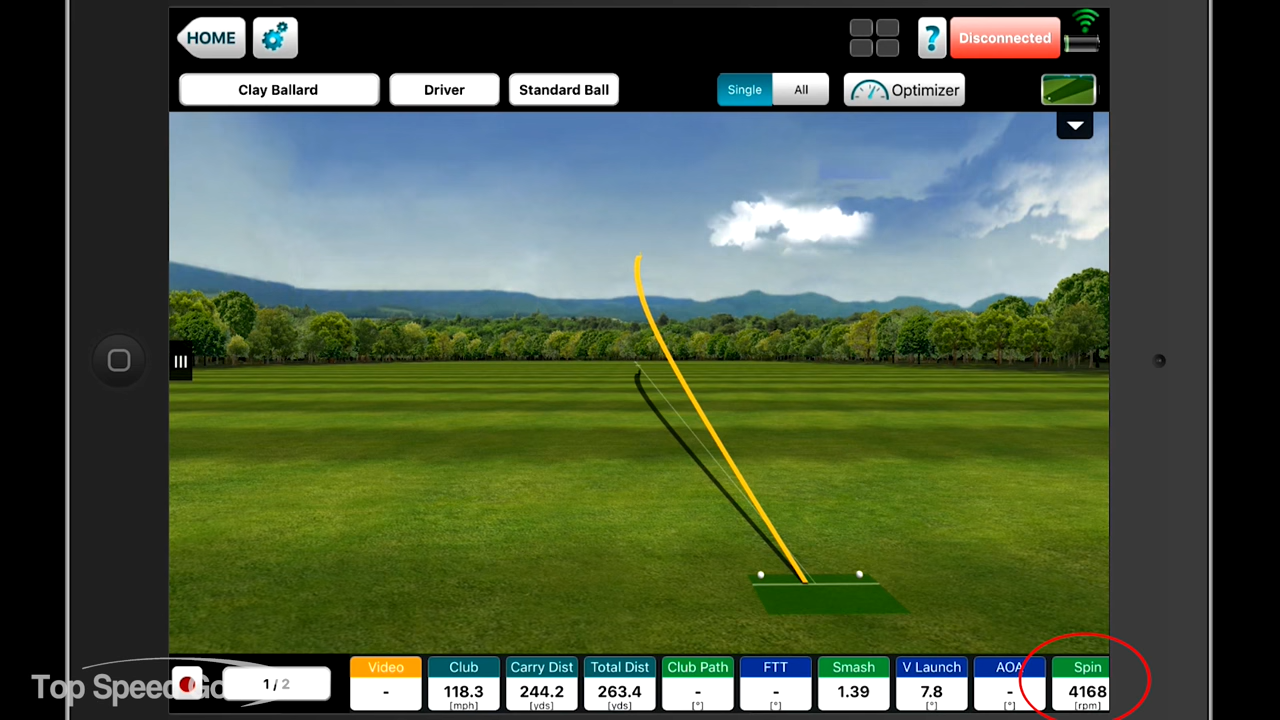 HOME
?
Disconnected
Clay Ballard
Driver
Standard Ball
Single
All
Optimizer
Top Speed Go
1 / 2
Video
-
Club
118.3
[mph]
Carry Dist
244.2
[yds]
Total Dist
263.4
[yds]
Club Path
-
[°]
FTT
-
[°]
Smash
1.39
V Launch
7.8
[°]
AOA
-
[°]
Spin
4168
[rpm]